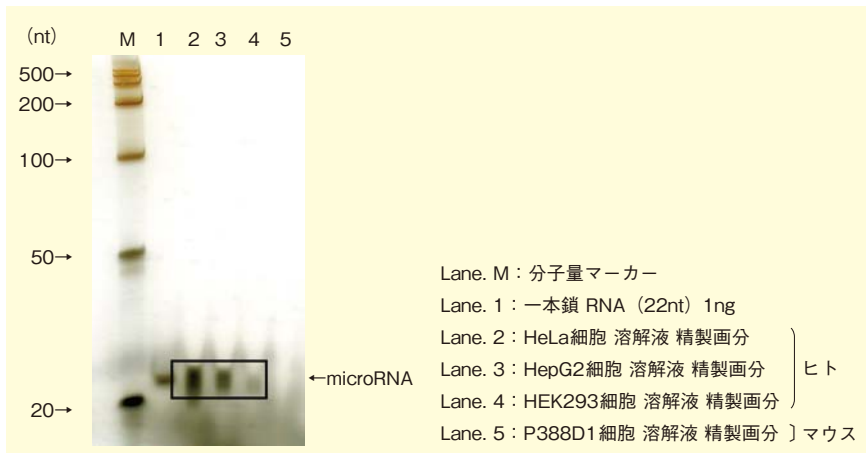 (nt) M 1 2 3 4 5
500→
200→
100→
50→
20→
←microRNA
Lane. M：分子量マーカー
Lane. 1：一本鎖 RNA（22nt）1ng
Lane. 2：HeLa細胞 溶解液 精製画分
Lane. 3：HepG2細胞 溶解液 精製画分
ヒト
Lane. 4：HEK293細胞 溶解液 精製画分
Lane. 5：P388D1細胞 溶解液 精製画分 ］マウス